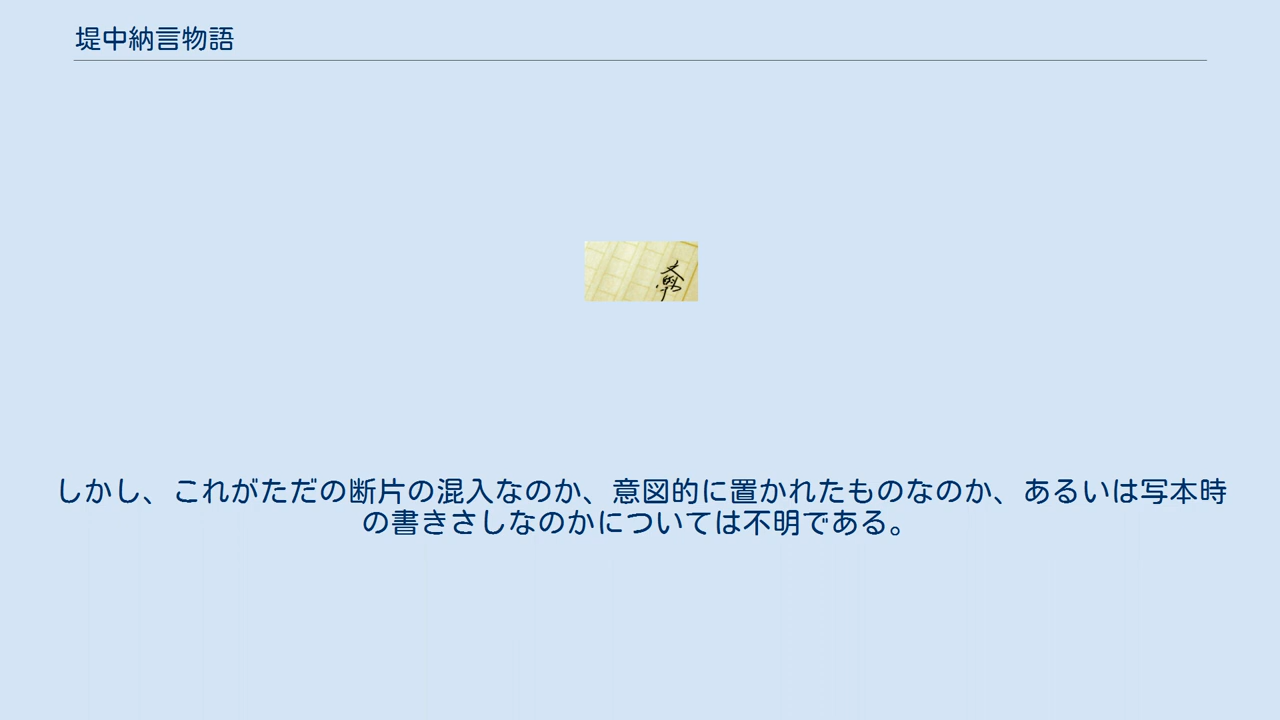 堤中納言物語
しかし、これがただの断片の混入なのか、意図的に置かれたものなのか、あるいは写本時
の書きさしなのかについては不明である。